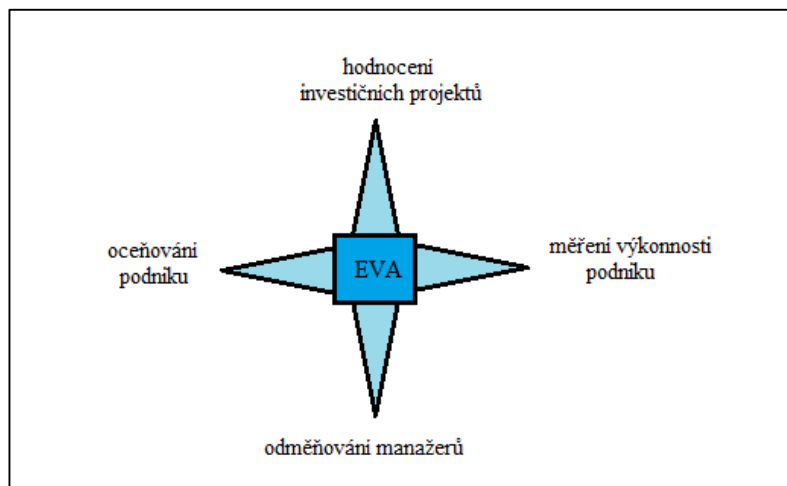 hodnocení
investičních projektů
oceňování
podniku
EVA
měření výkonnosti
podniku
odměňování manažerů